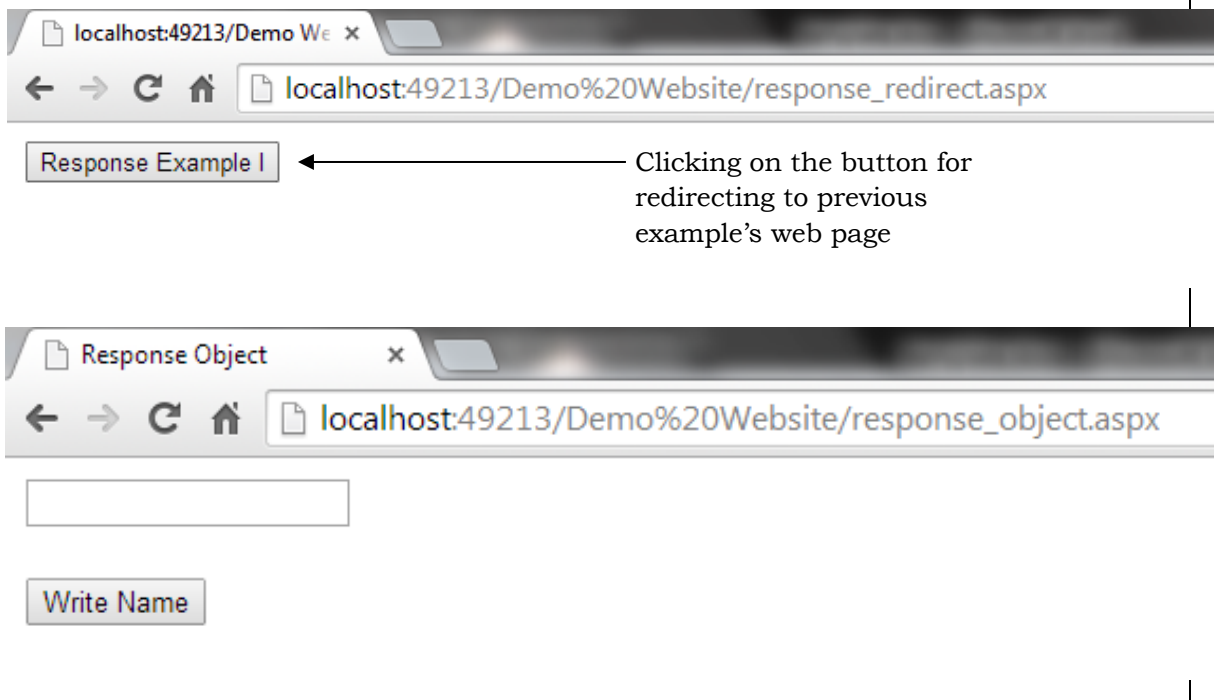 localhost:49213/Demo We
localhost:49213/Demo%20Website/response_redirect.aspx
Response Example I
Clicking on the button for
redirecting to previous
example's web page
Response Object
localhost:49213/Demo%20Website/response_object.aspx
Write Name